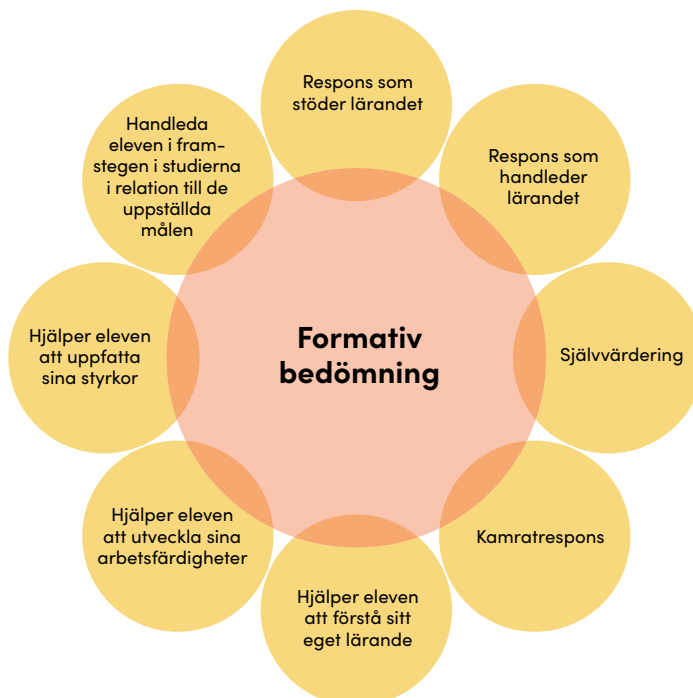 Respons som
stöder lärandet
Respons som
handleder
lärandet
Självvärdering
Kamratrespons
Hjälper eleven
att förstå sitt
eget lärande
Hjälper eleven
att utveckla sina
arbetsfärdigheter
Hjälper eleven
att uppfatta
sina styrkor
Handleda
eleven i fram-
stegen i studierna
i relation till de
uppställda
målen
Formativ
bedömning